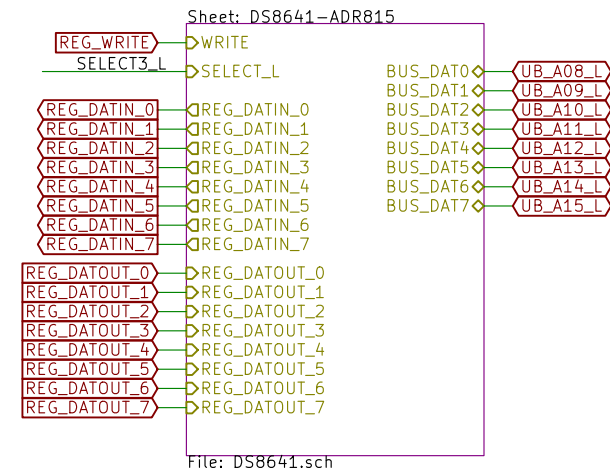 Sheet: DS8641-ADR815
REG_WRITE WRITE
SELECT3_L SELECT_L BUS_DAT0 UB_A08_L
BUS_DAT1 UB_A09_L
REG_DATIN_0 REG_DATIN_0 BUS_DAT2 UB_A10_L
REG_DATIN_1 REG_DATIN_1 BUS_DAT3 UB_A11_L
REG_DATIN_2 REG_DATIN_2 BUS_DAT4 UB_A12_L
REG_DATIN_3 REG_DATIN_3 BUS_DAT5 UB_A13_L
REG_DATIN_4 REG_DATIN_4 BUS_DAT6 UB_A14_L
REG_DATIN_5 REG_DATIN_5 BUS_DAT7 UB_A15_L
REG_DATIN_6 REG_DATIN_6
REG_DATIN_7 REG_DATIN_7
REG_DATOUT_0 REG_DATOUT_0
REG_DATOUT_1 REG_DATOUT_1
REG_DATOUT_2 REG_DATOUT_2
REG_DATOUT_3 REG_DATOUT_3
REG_DATOUT_4 REG_DATOUT_4
REG_DATOUT_5 REG_DATOUT_5
REG_DATOUT_6 REG_DATOUT_6
REG_DATOUT_7 REG_DATOUT_7
File: DS8641.sch